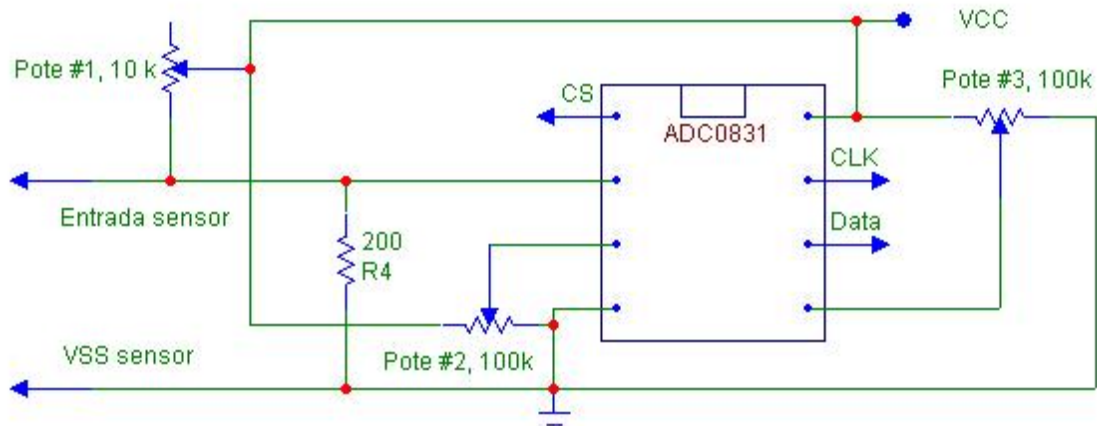 VCC
Pote #1, 10 k
Pote #3, 100k
CS
ADC0831
CLK
Entrada sensor
Data
200
R4
VSS sensor
Pote #2, 100k